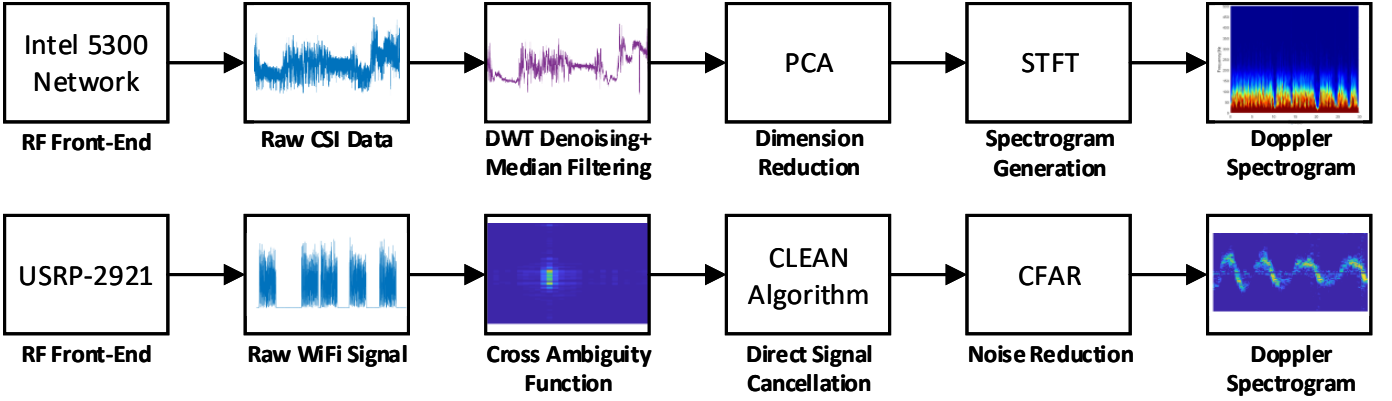 Intel 5300
Network
PCA
STFT
RF Front-End
Raw CSI Data
DWT Denoising+
Median Filtering
Dimension
Reduction
Spectrogram
Generation
Doppler
Spectrogram
USRP-2921
CLEAN
Algorithm
CFAR
RF Front-End
Raw WiFi Signal
Cross Ambiguity
Function
Direct Signal
Cancellation
Noise Reduction
Doppler
Spectrogram